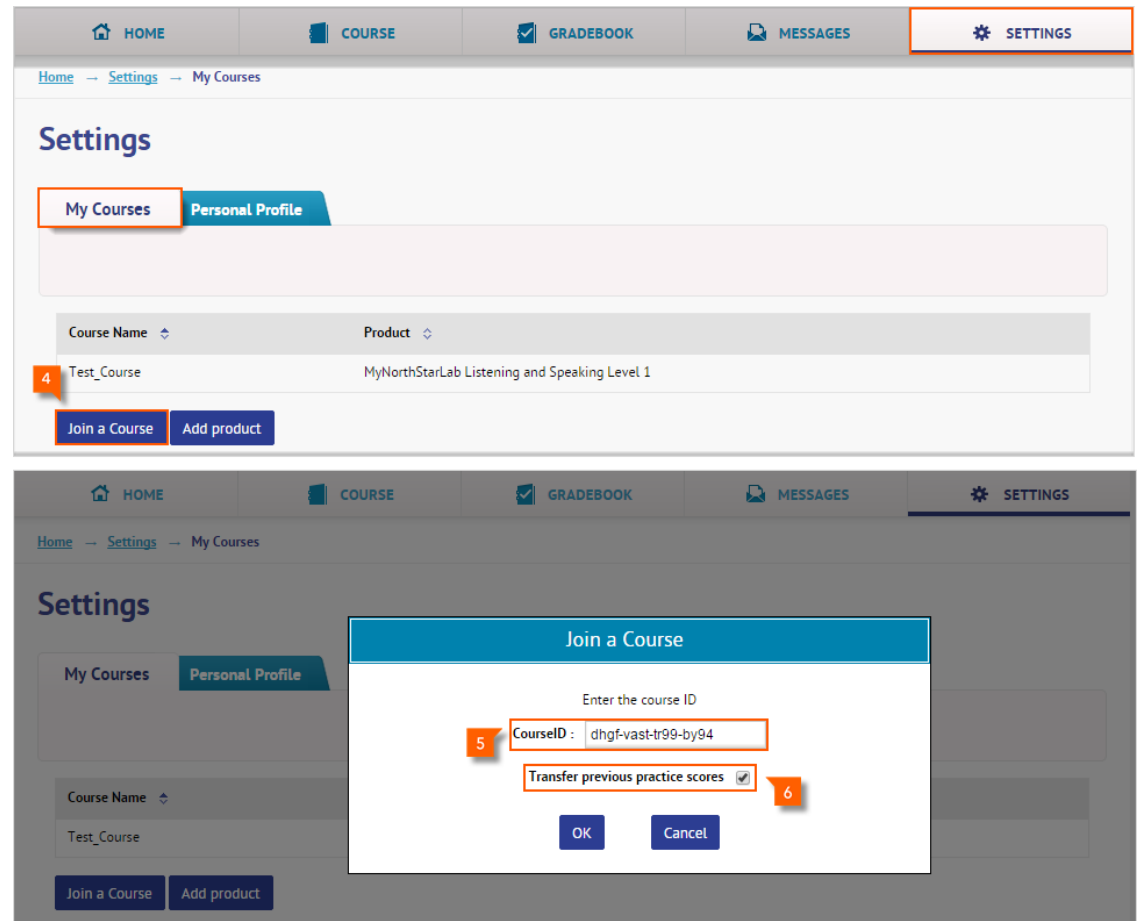 HOME COURSE GRADEBOOK MESSAGES SETTINGS
Home → Settings → My Courses
Settings
My Courses Personal Profile
Course Name Product
Test_Course MyNorthStarLab Listening and Speaking Level 1
4
Join a Course Add product
HOME COURSE GRADEBOOK MESSAGES SETTINGS
Home → Settings → My Courses
Settings
My Courses Personal Profile
Course Name
Test_Course
Join a Course Add product
Join a Course
Enter the course ID
CourseID : dhgf-vast-tr99-by94
5
Transfer previous practice scores
6
OK Cancel